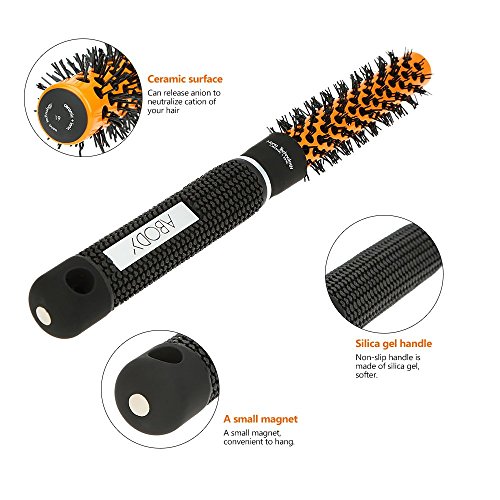 Ceramic surface
Can release anion to
neutralize cation of
your hair
19
ABODY
Silica gel handle
Non-slip handle is
made of silica gel,
softer.
A small magnet
A small magnet,
convenient to hang.